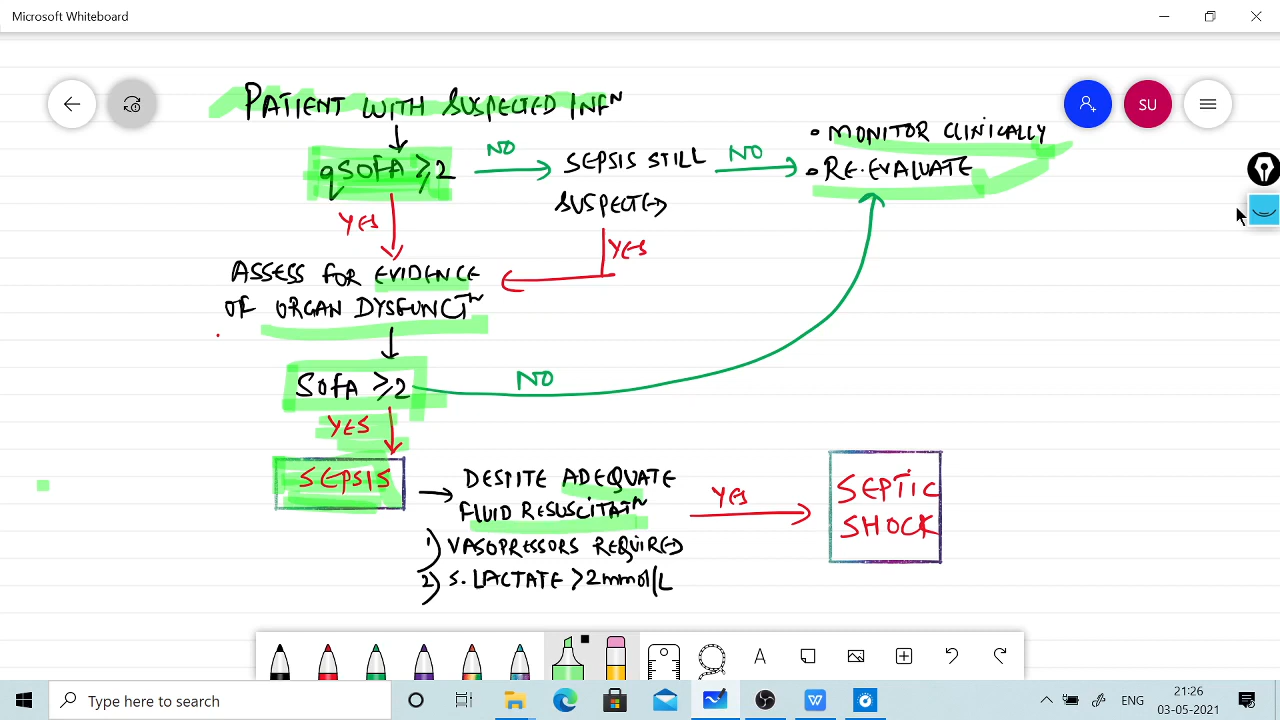 Microsoft Whiteboard
SU
PATIENT WITH SUSPECTED INFᴺ
qSOFA ≥2
NO
SEPSIS STILL
SUSPECTED
NO
• MONITOR CLINICALLY
• RE-EVALUATE
YES
YES
ASSESS FOR EVIDENCE
OF ORGAN DYSFUNCTᴺ
SOFA ≥2
NO
YES
SEPSIS
DESPITE ADEQUATE
FLUID RESUSCITATᴺ
1) VASOPRESSORS REQUIRED
2) S. LACTATE >2mmol/L
YES
SEPTIC
SHOCK
Type here to search
ENG
21:26
03-05-2021